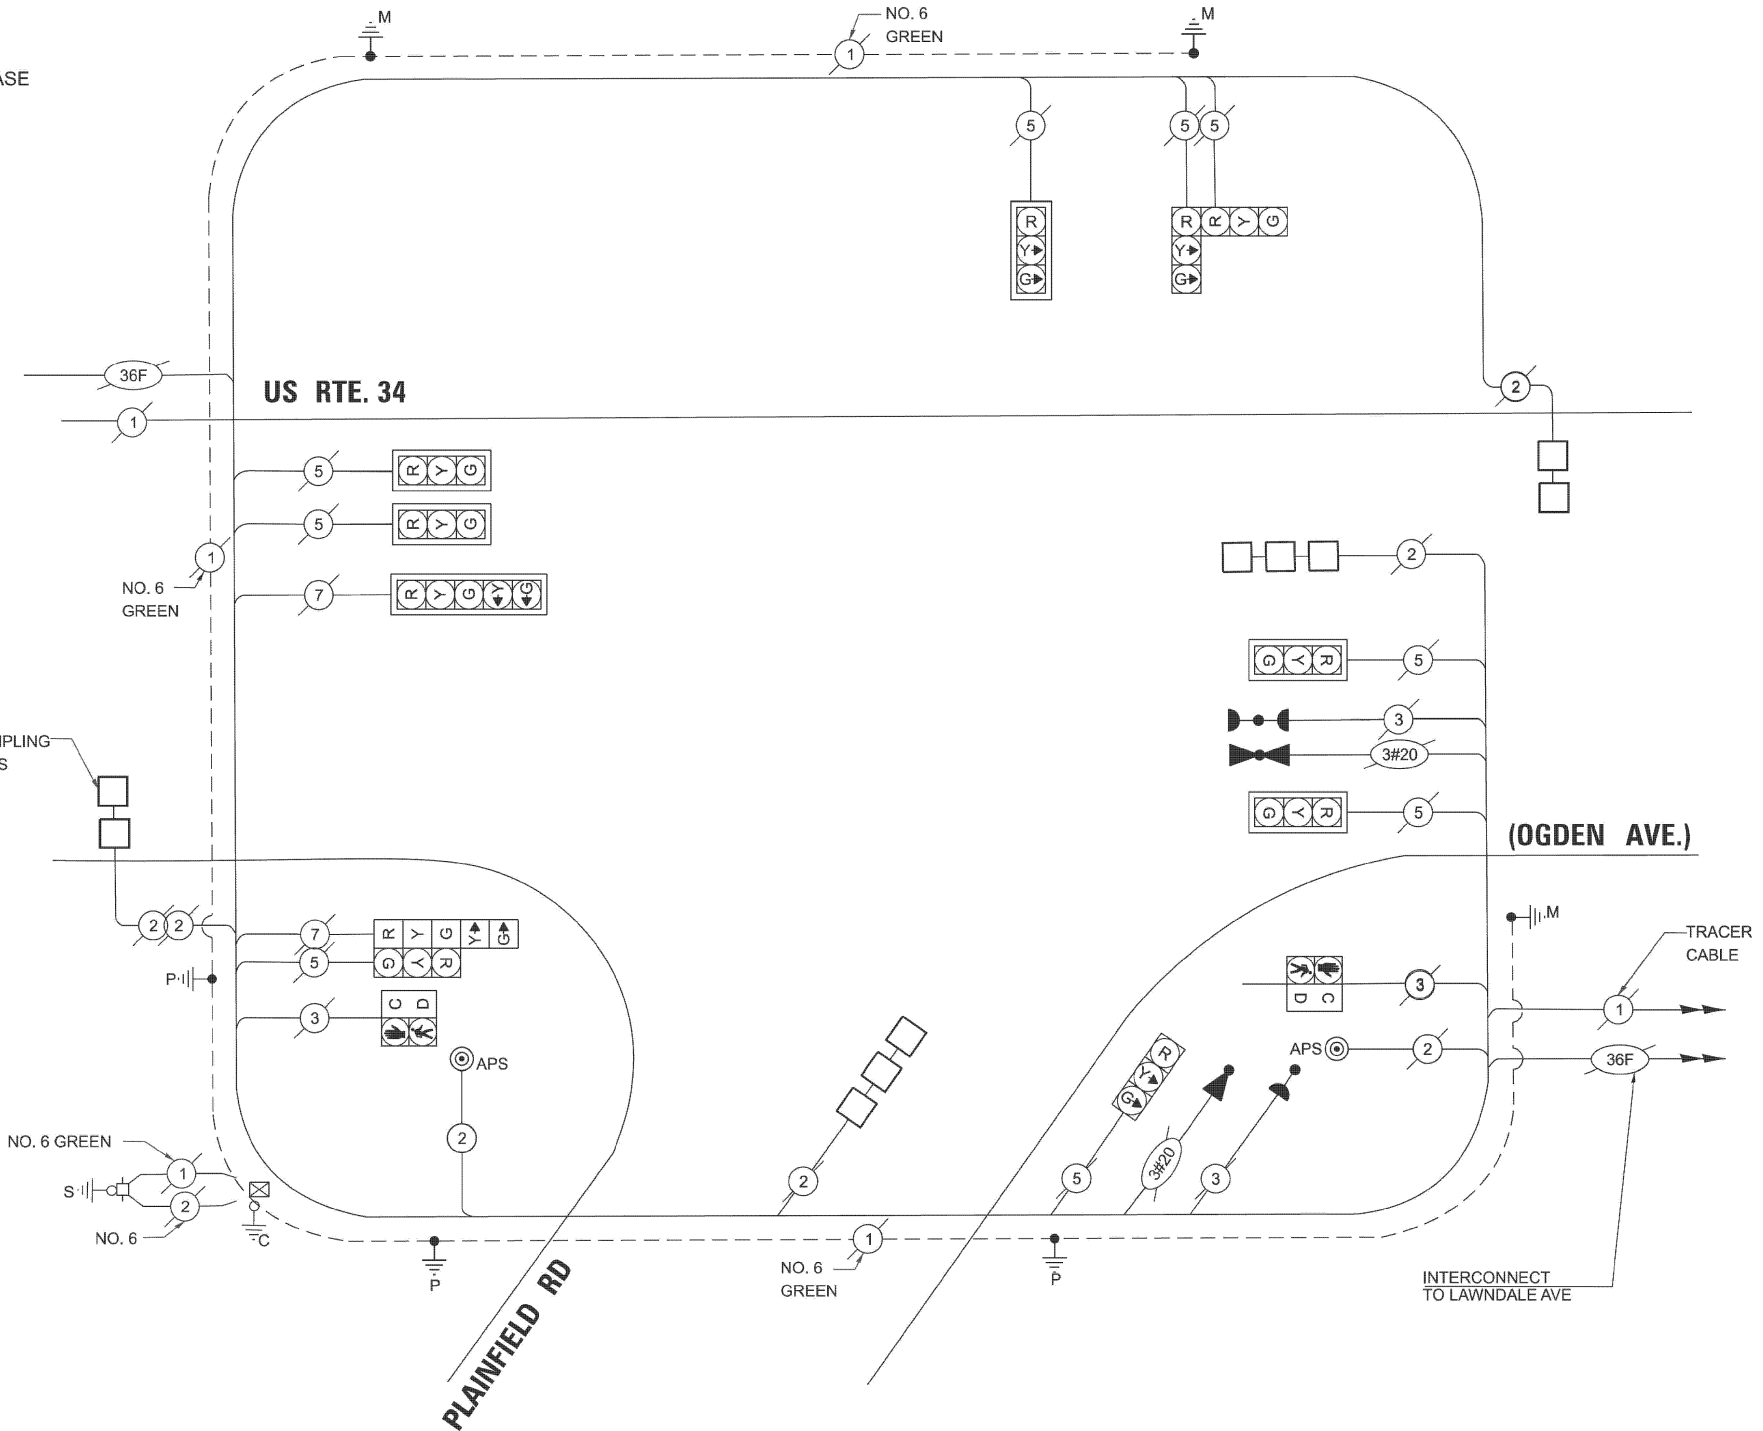 M
NO. 6
GREEN
1
M
ASE
5
5
5
R
Y
G
R R Y G
Y
G
36F
US RTE. 34
1
2
5
R Y G
5
R Y G
1
NO. 6
GREEN
7
R Y G Y G
2
G Y R
5
3
3#20
G Y R
5
(OGDEN AVE.)
MPLING
S
2
2
7
R Y G Y G
5
G Y R
P
3
C D
APS
2
M
TRACER
CABLE
3
D C
1
APS
2
36F
R
Y
G
5
3#20
3
2
NO. 6 GREEN
1
S
2
NO. 6
C
P
1
NO. 6
GREEN
P
PLAINFIELD RD
INTERCONNECT
TO LAWNDALE AVE